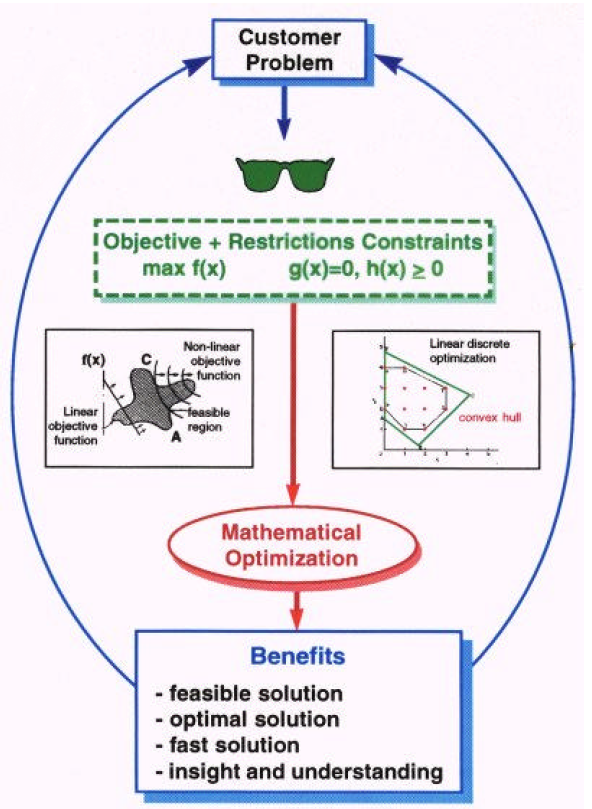 Customer
Problem
Objective + Restrictions Constraints
max f(x) g(x)=0, h(x) ≥ 0
f(x)
C
Non-linear
objective
function
Linear
objective
function
feasible
region
A
Linear discrete
optimization
convex hull
Mathematical
Optimization
Benefits
- feasible solution
- optimal solution
- fast solution
- insight and understanding